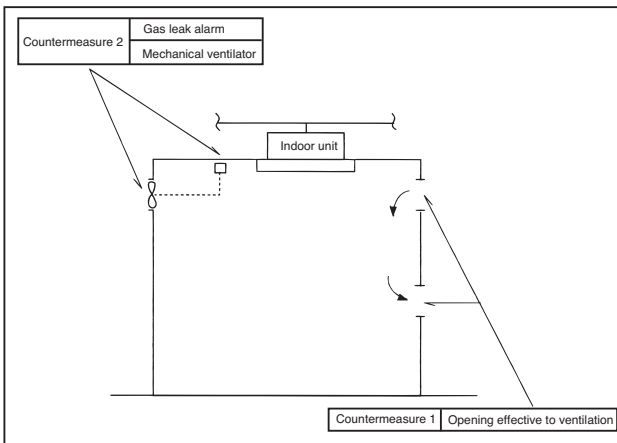 Countermeasure 2
Gas leak alarm
Mechanical ventilator
Indoor unit
Countermeasure 1
Opening effective to ventilation